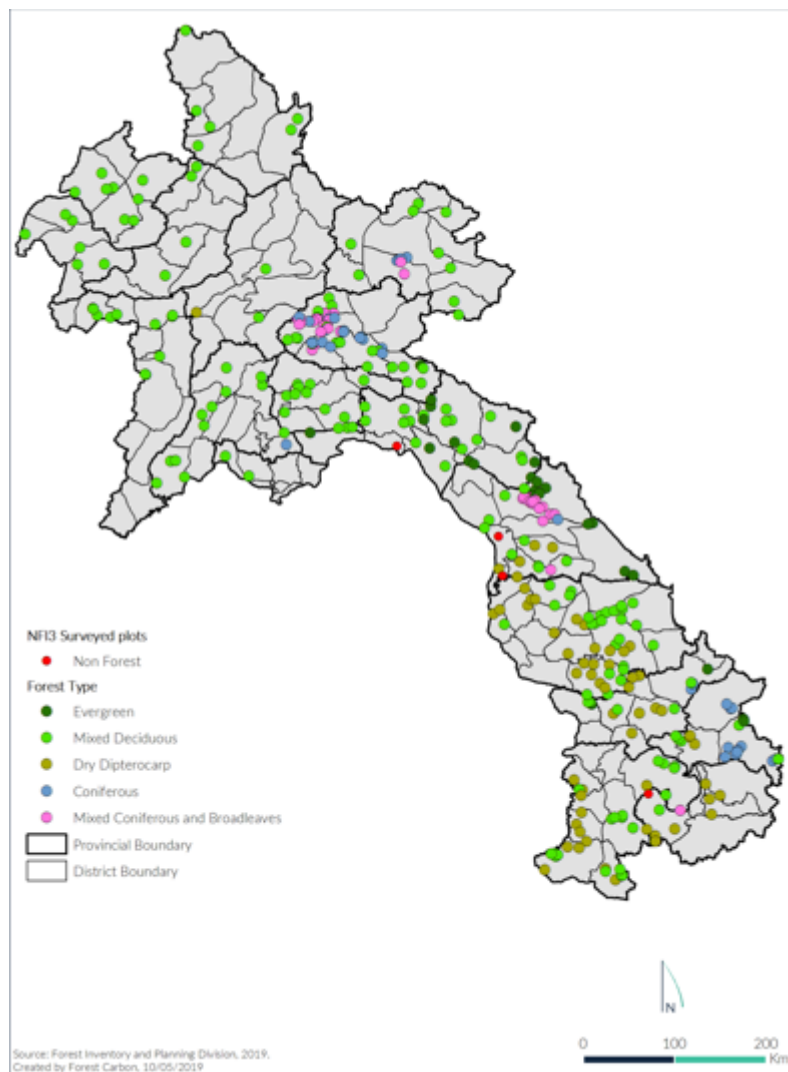 NFI3 Surveyed plots
Non Forest
Forest Type
Evergreen
Mixed Deciduous
Dry Dipterocarp
Coniferous
Mixed Coniferous and Broadleaves
Provincial Boundary
District Boundary
N
0 100 200
Km
Source: Forest Inventory and Planning Division, 2019.
Created by Forest Carbon, 10/05/2019